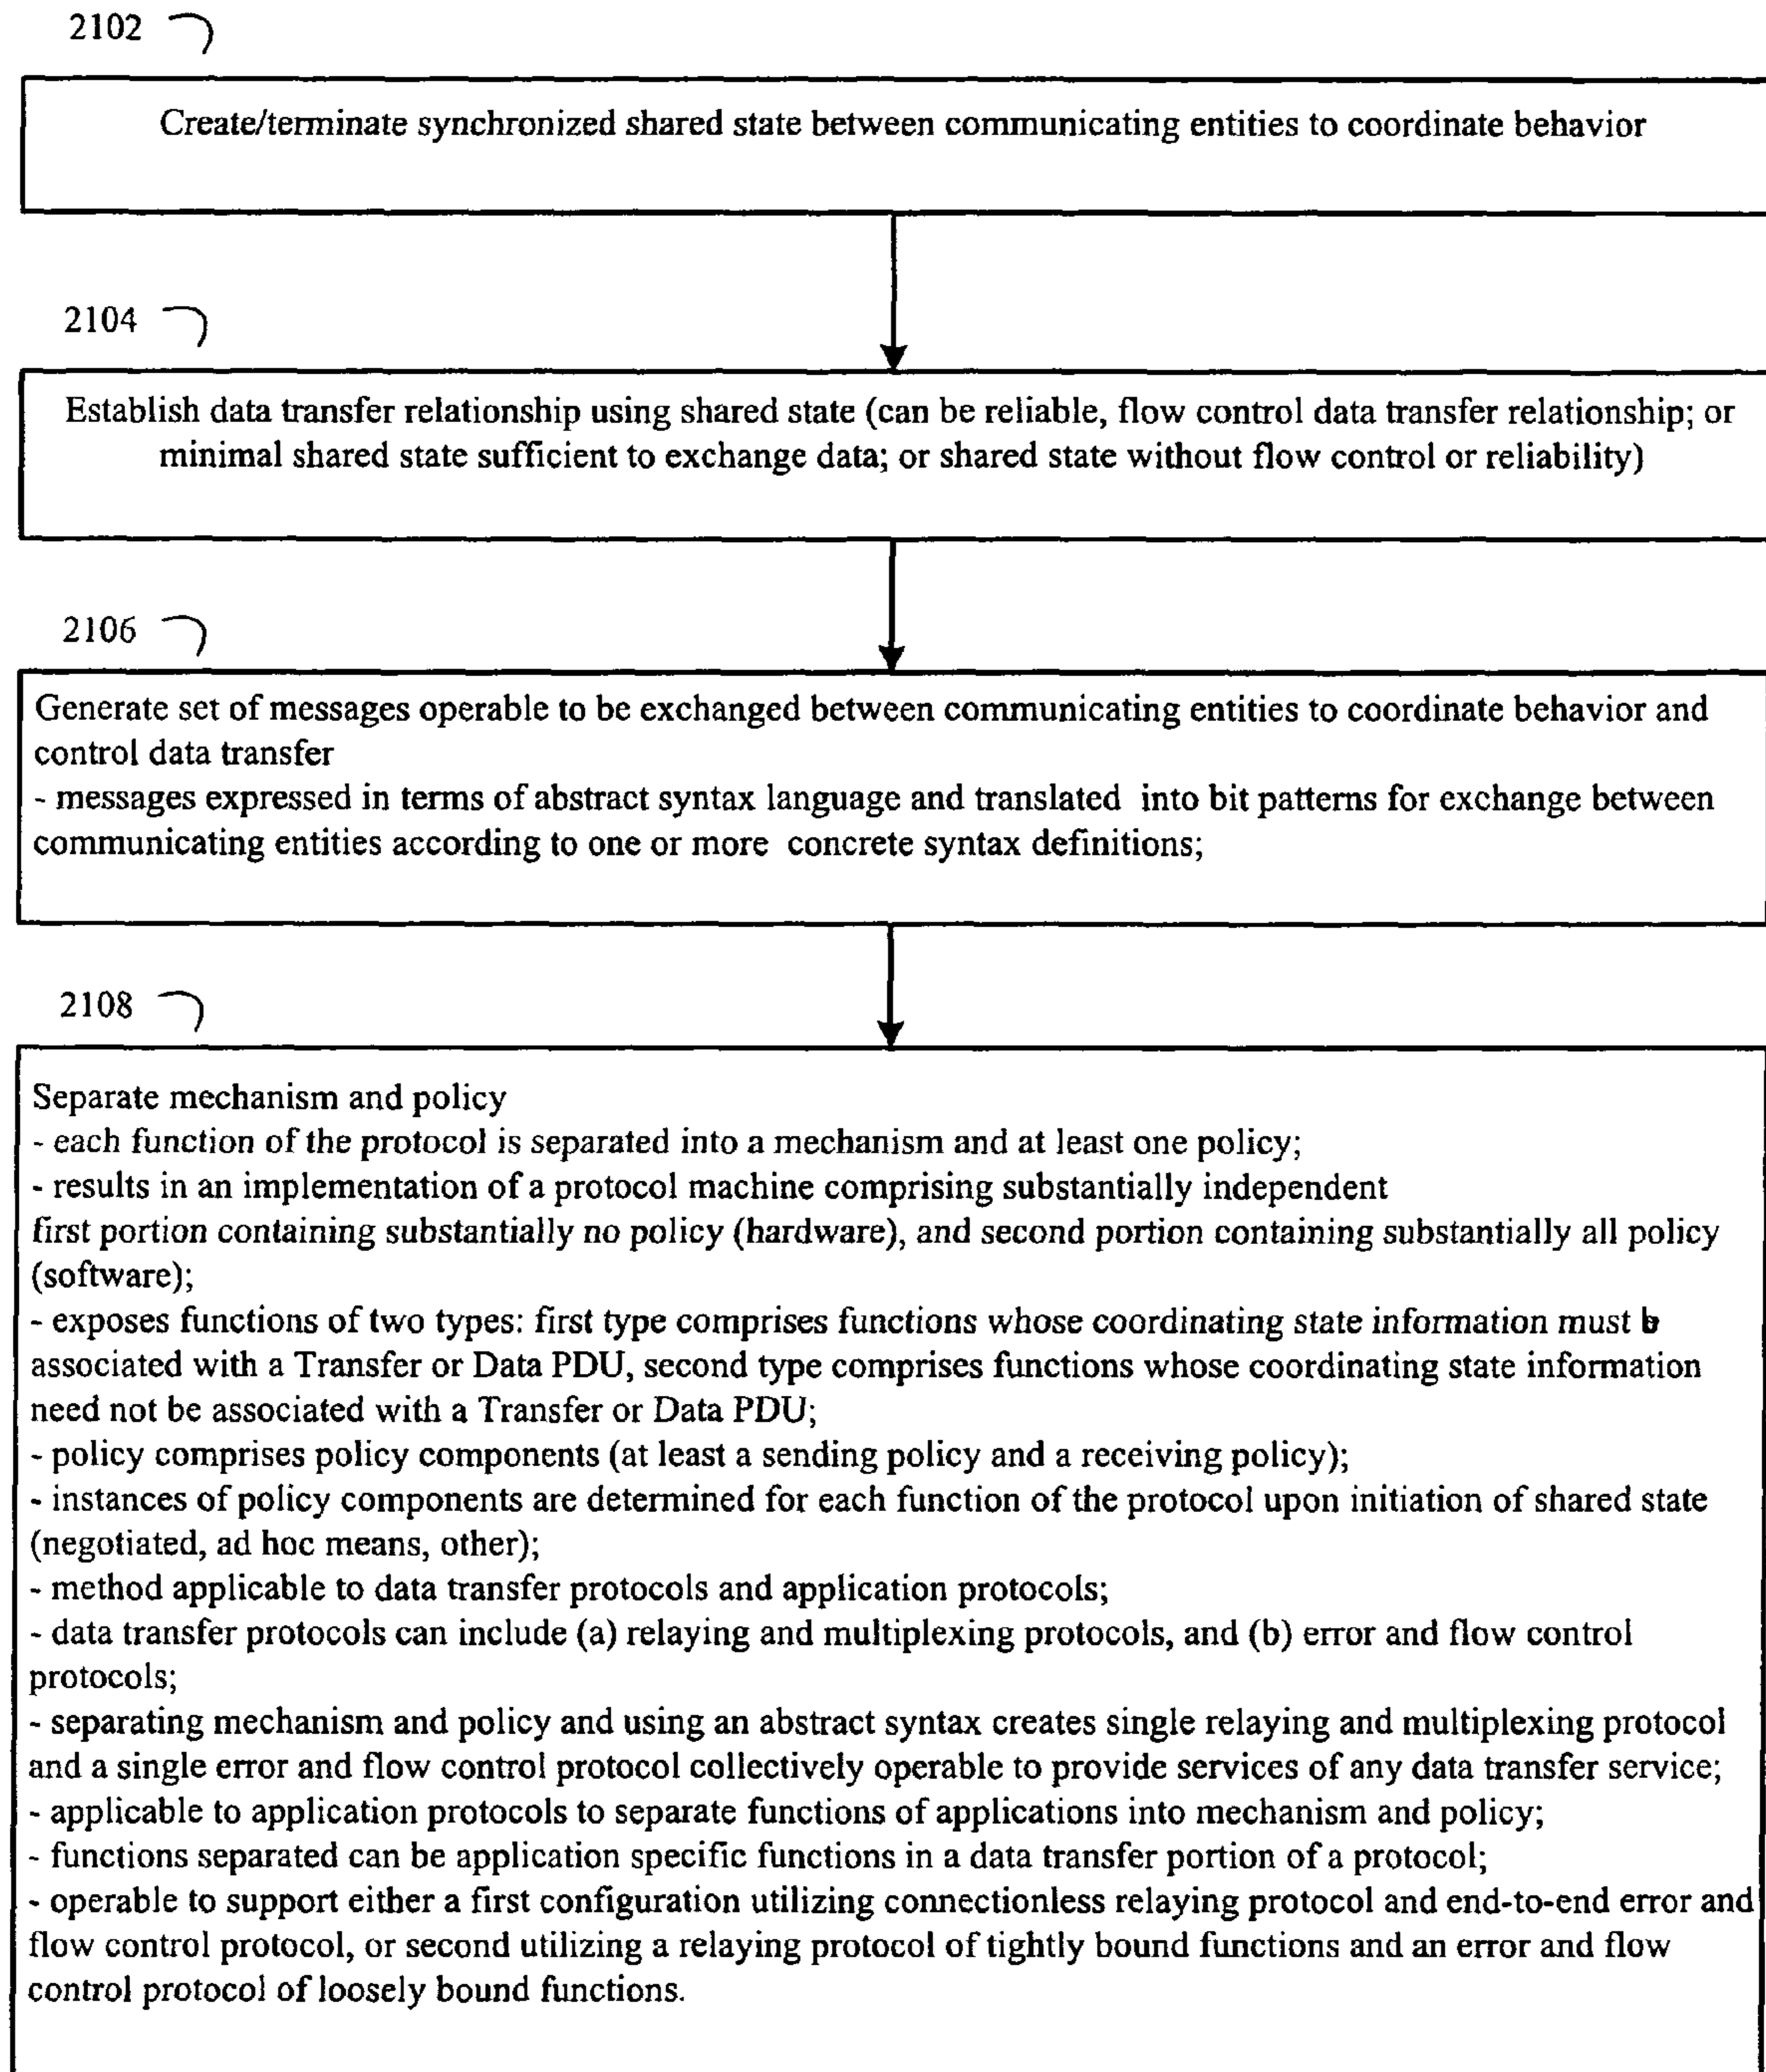 2102
Create/terminate synchronized shared state between communicating entities to coordinate behavior
2104
Establish data transfer relationship using shared state (can be reliable, flow control data transfer relationship; or
minimal shared state sufficient to exchange data; or shared state without flow control or reliability)
2106
Generate set of messages operable to be exchanged between communicating entities to coordinate behavior and
control data transfer
- messages expressed in terms of abstract syntax language and translated into bit patterns for exchange between
communicating entities according to one or more concrete syntax definitions;
2108
Separate mechanism and policy
- each function of the protocol is separated into a mechanism and at least one policy;
- results in an implementation of a protocol machine comprising substantially independent
first portion containing substantially no policy (hardware), and second portion containing substantially all policy
(software);
- exposes functions of two types: first type comprises functions whose coordinating state information must b
associated with a Transfer or Data PDU, second type comprises functions whose coordinating state information
need not be associated with a Transfer or Data PDU;
- policy comprises policy components (at least a sending policy and a receiving policy);
- instances of policy components are determined for each function of the protocol upon initiation of shared state
(negotiated, ad hoc means, other);
- method applicable to data transfer protocols and application protocols;
- data transfer protocols can include (a) relaying and multiplexing protocols, and (b) error and flow control
protocols;
- separating mechanism and policy and using an abstract syntax creates single relaying and multiplexing protocol
and a single error and flow control protocol collectively operable to provide services of any data transfer service;
- applicable to application protocols to separate functions of applications into mechanism and policy;
- functions separated can be application specific functions in a data transfer portion of a protocol;
- operable to support either a first configuration utilizing connectionless relaying protocol and end-to-end error and
flow control protocol, or second utilizing a relaying protocol of tightly bound functions and an error and flow
control protocol of loosely bound functions.